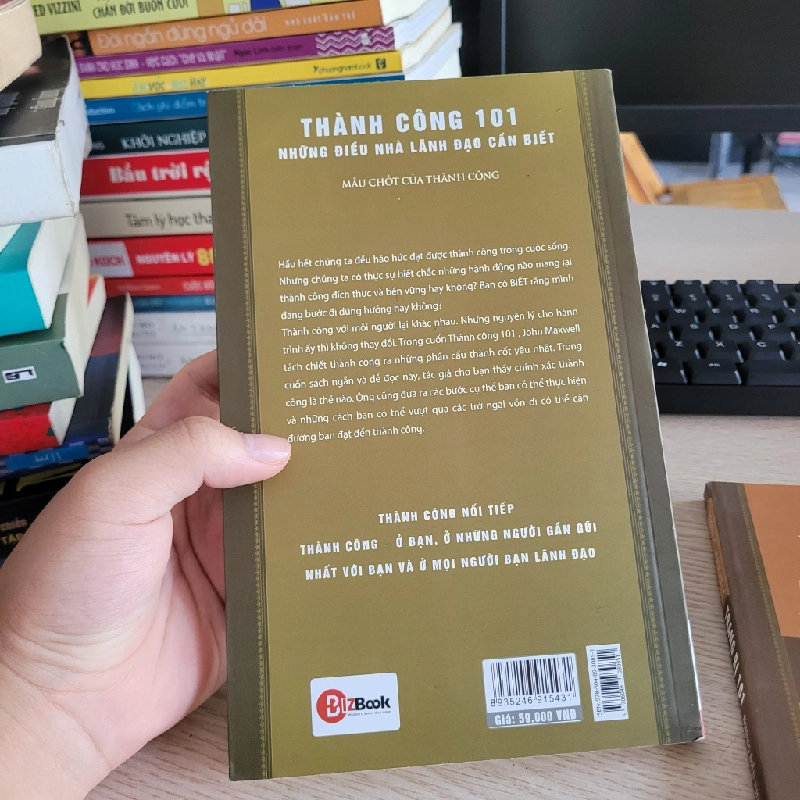 ED VIZZINI
CHẨN ĐỜI BUỒN CƯỜI
Đời ngắn đừng ngủ dài
KHỞI NGHIỆP
Bầu trời rộ
Tâm lý học thà
KOCH
NGUYÊN LÝ 8
THÀNH CÔNG 101
NHỮNG ĐIỀU NHÀ LÃNH ĐẠO CẦN BIẾT
MẤU CHỐT CỦA THÀNH CÔNG
Hầu hết chúng ta đều háo hức đạt được thành công trong cuộc sống.
Nhưng chúng ta có thực sự biết chắc những hành động nào mang lại
thành công đích thực và bền vững hay không? Bạn có BIẾT rằng mình
đang bước đi đúng hướng hay không?
Thành công với mỗi người lại khác nhau. Nhưng nguyên lý cho hành
trình ấy thì không thay đổi. Trong cuốn Thành công 101, John Maxwell
tách chiết thành công ra những phần cấu thành cốt yếu nhất. Trong
cuốn sách ngắn và dễ đọc này, tác giả cho bạn thấy chính xác thành
công là thế nào. Ông cũng đưa ra các bước cụ thể bạn có thể thực hiện
và những cách bạn có thể vượt qua các trở ngại vốn dĩ có thể cản
đường bạn đạt đến thành công.
THÀNH CÔNG NỐI TIẾP
THÀNH CÔNG - Ở BẠN, Ở NHỮNG NGƯỜI GẦN GŨI
NHẤT VỚI BẠN VÀ Ở MỌI NGƯỜI BẠN LÃNH ĐẠO
BIZBook
8935246915431
Giá: 59.000 VNĐ